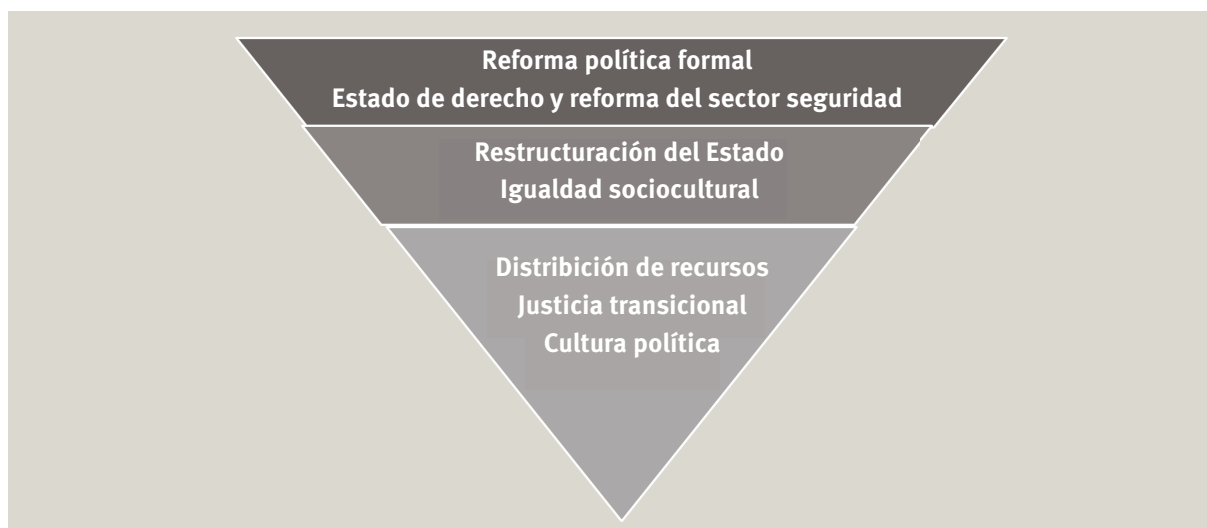 Reforma política formal
Estado de derecho y reforma del sector seguridad
Restructuración del Estado
Igualdad sociocultural
Distribición de recursos
Justicia transicional
Cultura política